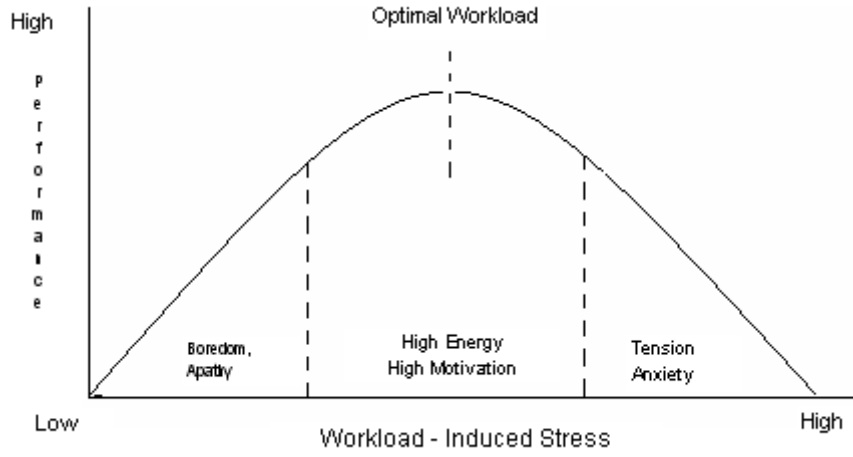 Optimal Workload
High
Performance
Boredom,
Apathy
High Energy
High Motivation
Tension
Anxiety
Low
High
Workload - Induced Stress